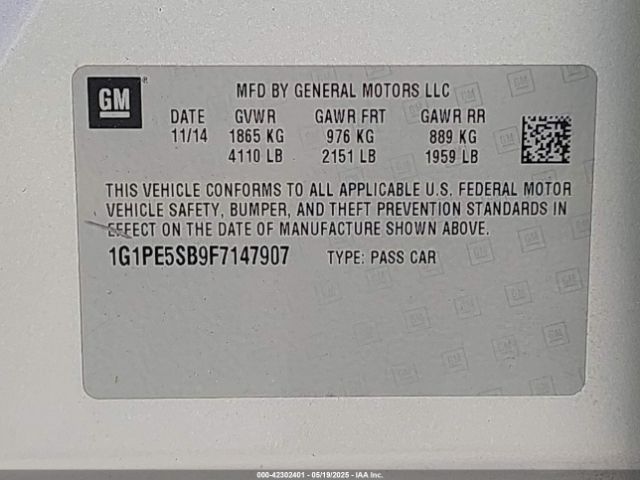 GM ®
MFD BY GENERAL MOTORS LLC
DATE GVWR GAWR FRT GAWR RR
11/14 1865 KG 976 KG 889 KG
4110 LB 2151 LB 1959 LB
THIS VEHICLE CONFORMS TO ALL APPLICABLE U.S. FEDERAL MOTOR
VEHICLE SAFETY, BUMPER, AND THEFT PREVENTION STANDARDS IN
EFFECT ON THE DATE OF MANUFACTURE SHOWN ABOVE.
1G1PE5SB9F7147907 TYPE: PASS CAR
000-42302401 - 05/19/2025 - IAAI.COM